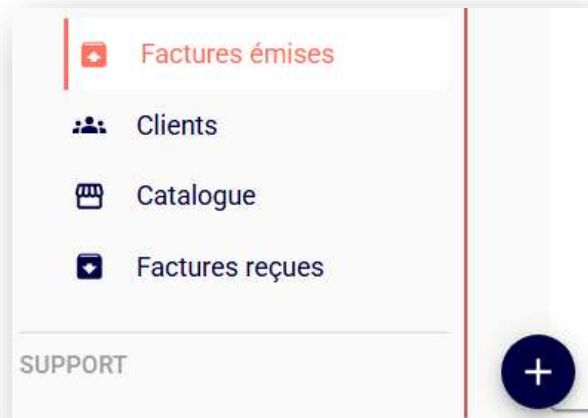 Factures émises
Clients
Catalogue
Factures reçues
SUPPORT